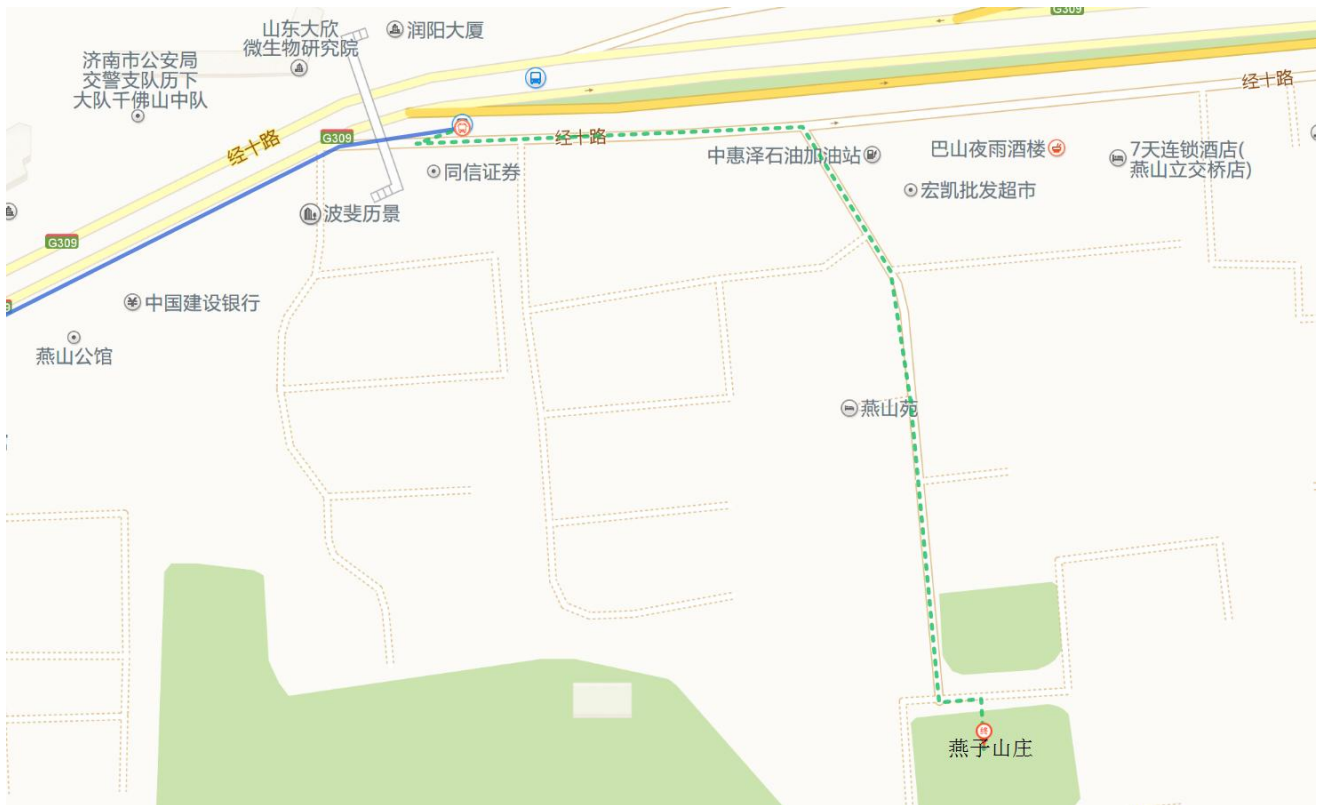 山东大欣
微生物研究院
润阳大厦
G309
济南市公安局
交警支队历下
大队千佛山中队
经十路
经十路
G309
经十路
中惠泽石油加油站
巴山夜雨酒楼
7天连锁酒店(
燕山立交桥店)
同信证券
宏凯批发超市
波斐历景
G309
中国建设银行
燕山公馆
燕山苑
终
燕子山庄